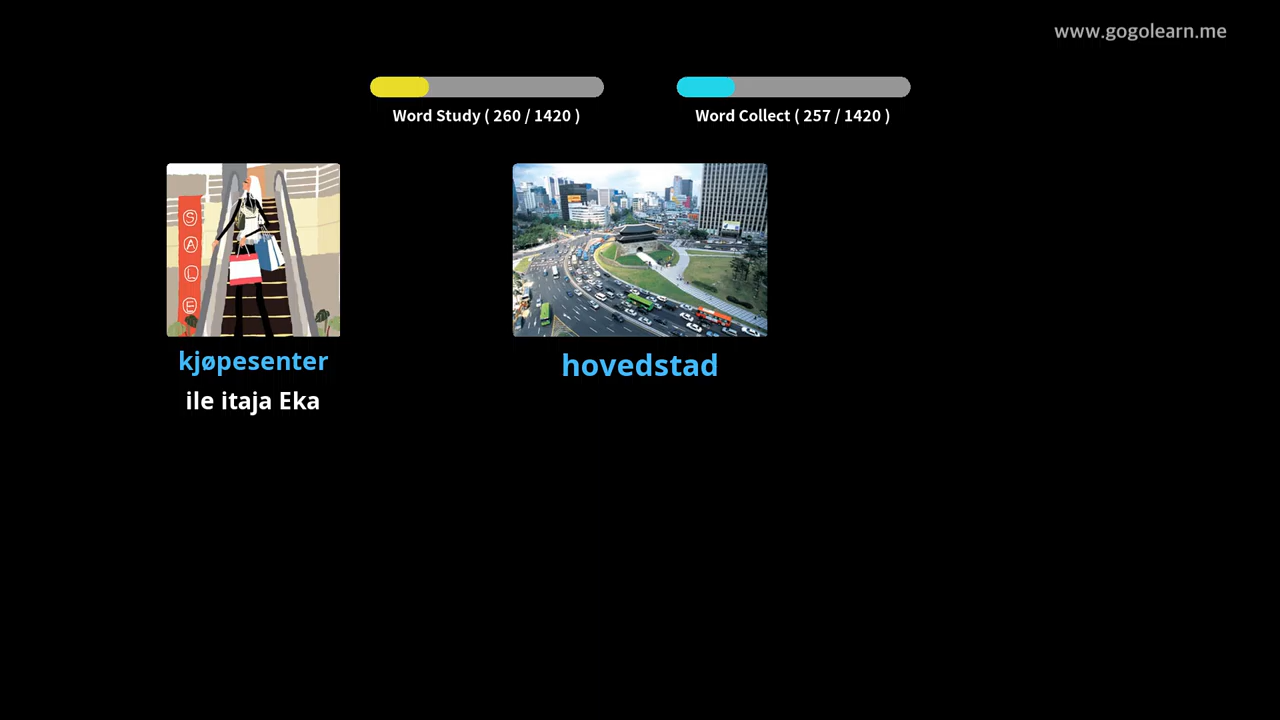 www.gogolearn.me
Word Study ( 260 / 1420 )
Word Collect ( 257 / 1420 )
SALE
kjøpesenter
ile itaja Eka
hovedstad